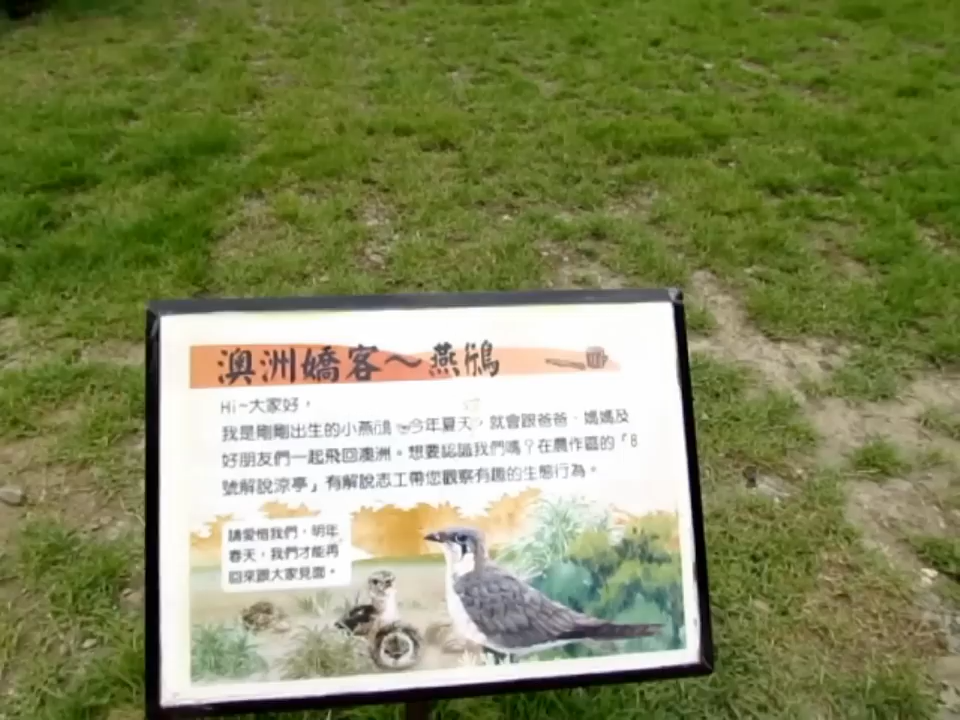 澳洲嬌客～燕鴴
Hi~大家好，
我是剛剛出生的小燕鴴，今年夏天，就會跟爸爸、媽媽及
好朋友們一起飛回澳洲。想要認識我們嗎？在農作區的「8
號解說涼亭」有解說志工帶您觀察有趣的生態行為。
請愛惜我們，明年
春天，我們才能再
回來跟大家見面。